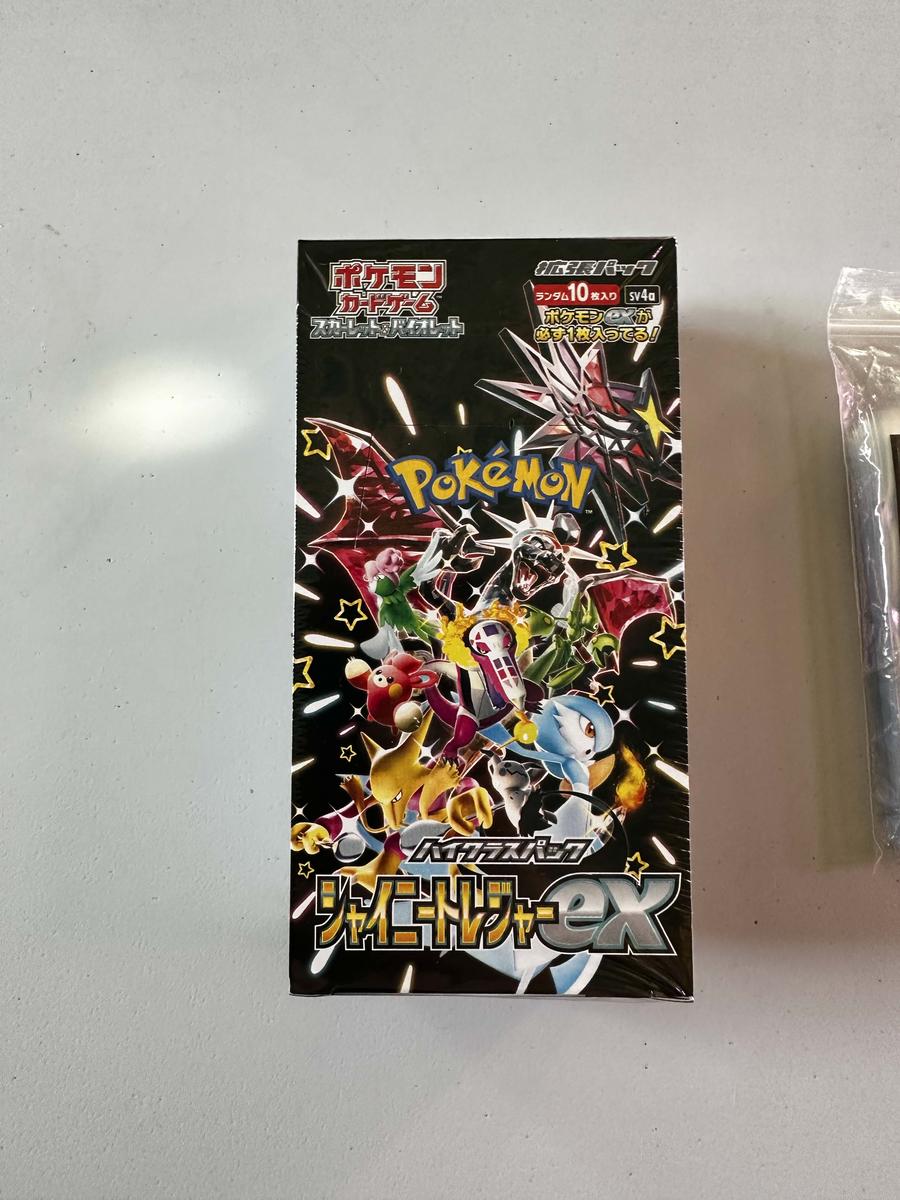 ポケモン
カードゲーム
スカーレット&バイオレット
拡張パック
ランダム10枚入り
SV4a
ポケモンexが
必ず1枚入ってる!
POKéMON
TM
ハイクラスパック
シャイニートレジャーex